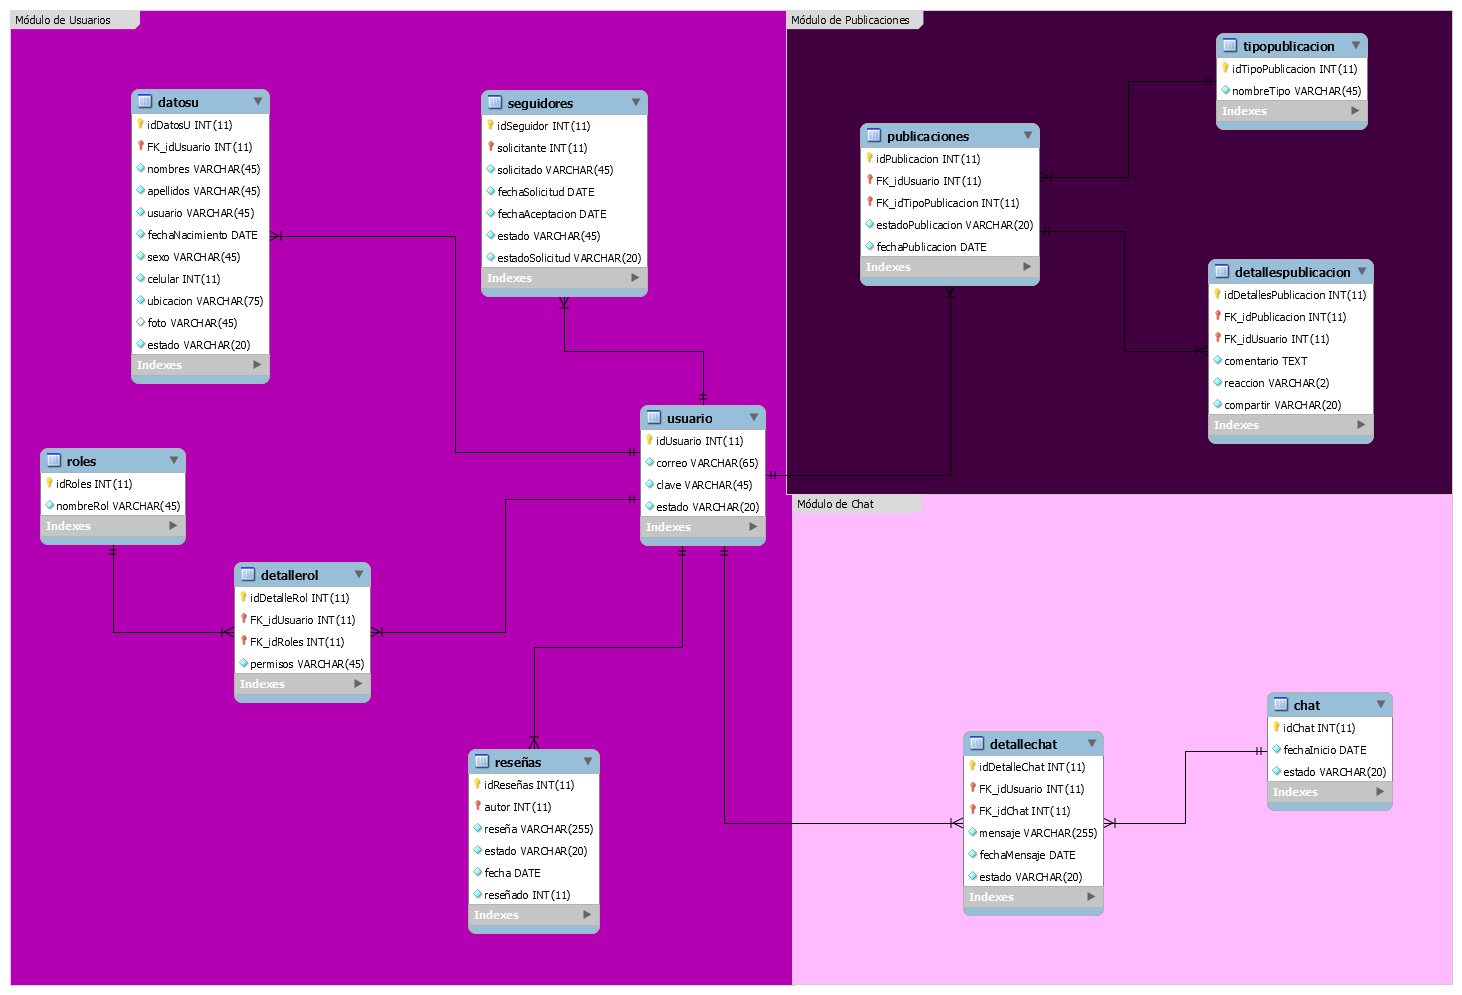 Módulo de Usuarios
datosu
idDatosU INT(11)
FK_idUsuario INT(11)
nombres VARCHAR(45)
apellidos VARCHAR(45)
usuario VARCHAR(45)
fechaNacimiento DATE
sexo VARCHAR(45)
celular INT(11)
ubicacion VARCHAR(75)
foto VARCHAR(45)
estado VARCHAR(20)
Indexes
seguidores
idSeguidor INT(11)
solicitante INT(11)
solicitado VARCHAR(45)
fechaSolicitud DATE
fechaAceptacion DATE
estado VARCHAR(45)
estadoSolicitud VARCHAR(20)
Indexes
usuario
idUsuario INT(11)
correo VARCHAR(65)
clave VARCHAR(45)
estado VARCHAR(20)
Indexes
roles
idRoles INT(11)
nombreRol VARCHAR(45)
Indexes
detallerol
idDetalleRol INT(11)
FK_idUsuario INT(11)
FK_idRoles INT(11)
permisos VARCHAR(45)
Indexes
reseñas
idReseñas INT(11)
autor INT(11)
reseña VARCHAR(255)
estado VARCHAR(20)
fecha DATE
reseñado INT(11)
Indexes
Módulo de Publicaciones
publicaciones
idPublicacion INT(11)
FK_idUsuario INT(11)
FK_idTipoPublicacion INT(11)
estadoPublicacion VARCHAR(20)
fechaPublicacion DATE
Indexes
tipopublicacion
idTipoPublicacion INT(11)
nombreTipo VARCHAR(45)
Indexes
detallespublicacion
idDetallesPublicacion INT(11)
FK_idPublicacion INT(11)
FK_idUsuario INT(11)
comentario TEXT
reaccion VARCHAR(2)
compartir VARCHAR(20)
Indexes
Módulo de Chat
detallechat
idDetalleChat INT(11)
FK_idUsuario INT(11)
FK_idChat INT(11)
mensaje VARCHAR(255)
fechaMensaje DATE
estado VARCHAR(20)
Indexes
chat
idChat INT(11)
fechaInicio DATE
estado VARCHAR(20)
Indexes